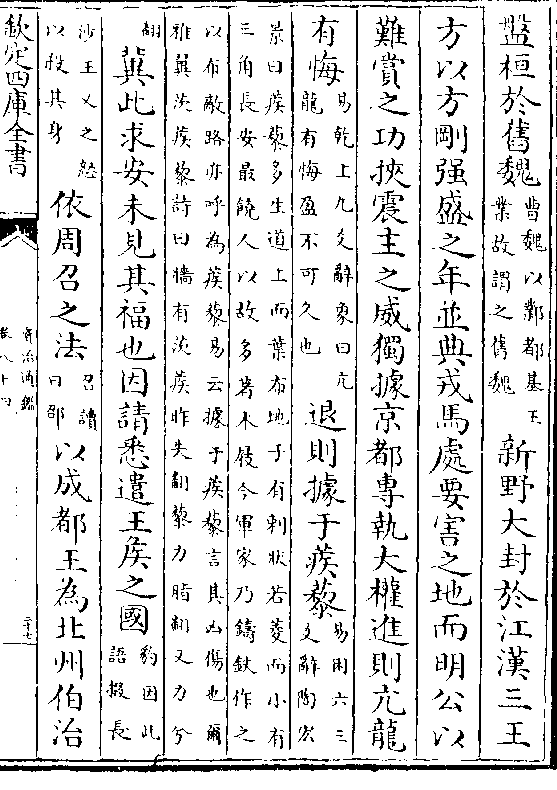 盤桓於舊魏曹魏以鄴都基王業故謂之舊魏新野大封於江漢三王
方以方剛强盛之年並典戎馬處要害之地而明公以
難賞之功挾震主之威獨據京都專執大權進則亢龍
有悔易乾上九爻辭象曰亢龍有悔盈不可久也退則據于蒺藜易困六三爻辭陶宏
景曰蒺藜多生道上而葉布地子有刺狀若菱而小有三角長安最饒人以故多著木屐今軍家乃鑄鉄作之
以布敵路亦呼為蒺藜易云據于蒺藜言其凶傷也爾雅冀茨蒺藜詩曰牆有茨蒺昨失翻藜力脂翻又力兮
翻冀此求安未見其福也因請悉遣王侯之國豹因此語掇長
沙王乂之怒以殺其身依周召之法召讀曰邵以成都王為北州伯治
欽定四庫全書
資治通鑑
卷八十四
三十七